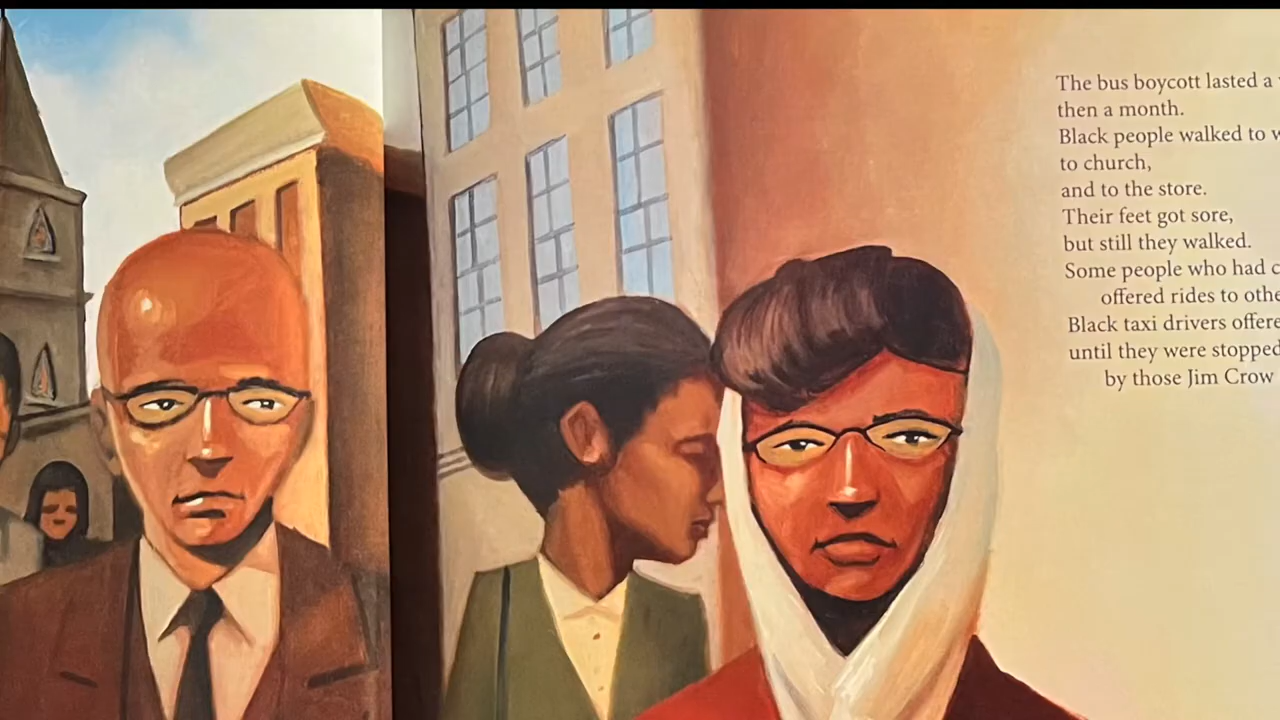 The bus boycott lasted a
then a month.
Black people walked to
to church,
and to the store.
Their feet got sore,
but still they walked.
Some people who had
offered rides to
Black taxi drivers
until they were stopped
by those Jim Crow